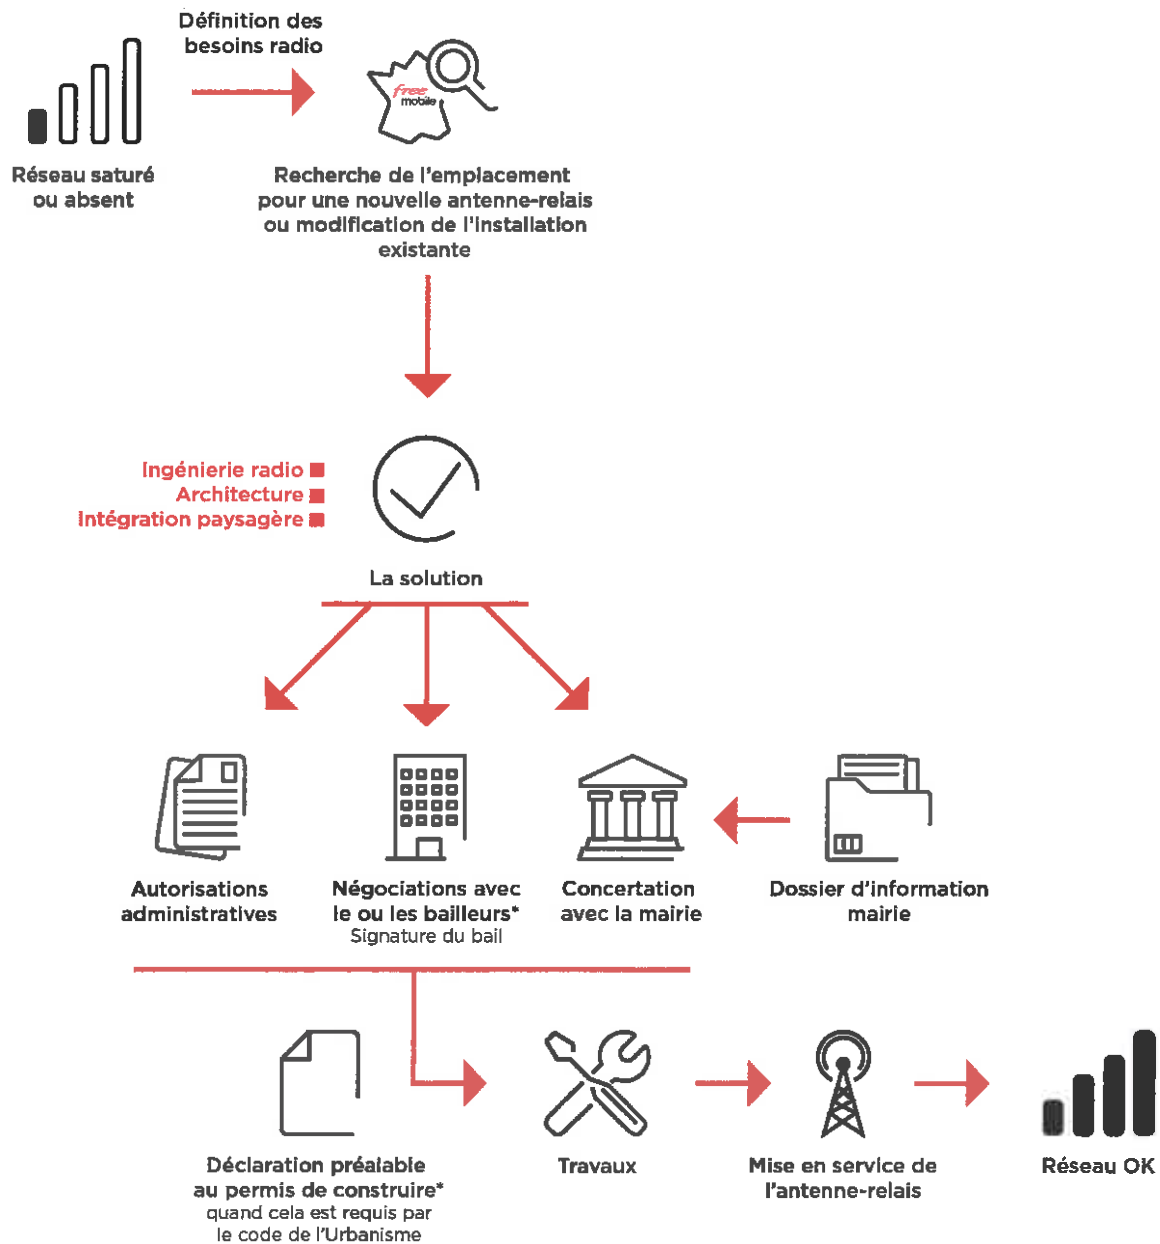 Définition des
besoins radio
free
mobile
Réseau saturé
ou absent
Recherche de l'emplacement
pour une nouvelle antenne-relais
ou modification de l'installation
existante
Ingénierie radio
Architecture
Intégration paysagère
La solution
Autorisations
administratives
Négociations avec
le ou les bailleurs*
Signature du bail
Concertation
avec la mairie
Dossier d'information
mairie
Déclaration préalable
au permis de construire*
quand cela est requis par
le code de l'Urbanisme
Travaux
Mise en service de
l'antenne-relais
Réseau OK